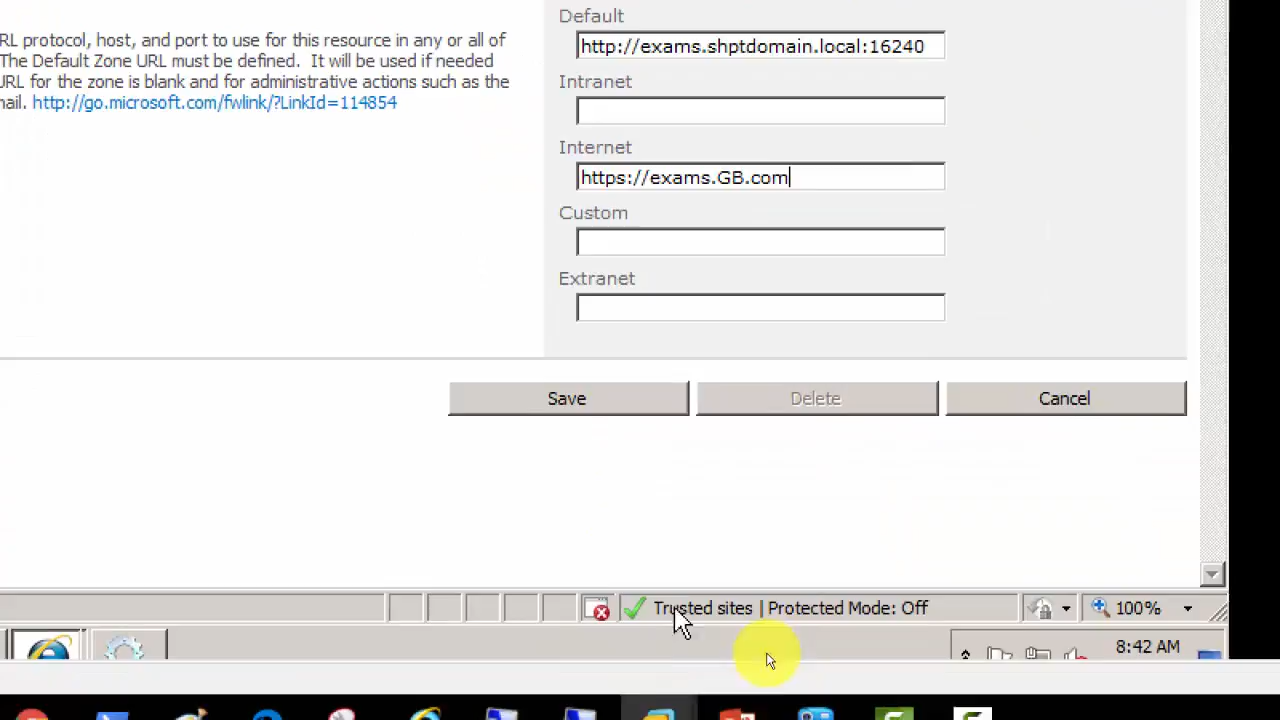 Default
RL protocol, host, and port to use for this resource in any or all of
http://exams.shptdomain.local:16240
The Default Zone URL must be defined. It will be used if needed
URL for the zone is blank and for administrative actions such as the
Intranet
http://go.microsoft.com/fwlink/?LinkId=114854
Internet
https://exams.GB.com
Custom
Extranet
Save
Delete
Cancel
Trusted sites | Protected Mode: Off
100%
8:42 AM